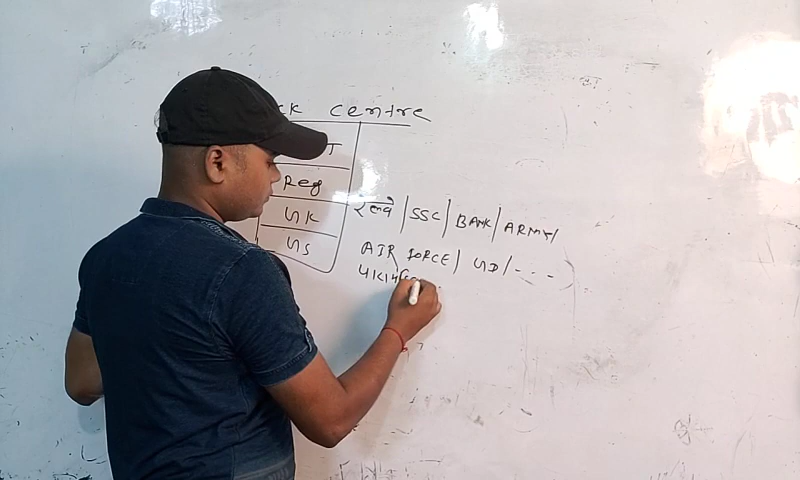 CK Centre
T
Reg
UK
US
रेलवे / SSC / BANK / ARMY /
AIR FORCE / UP / - - -